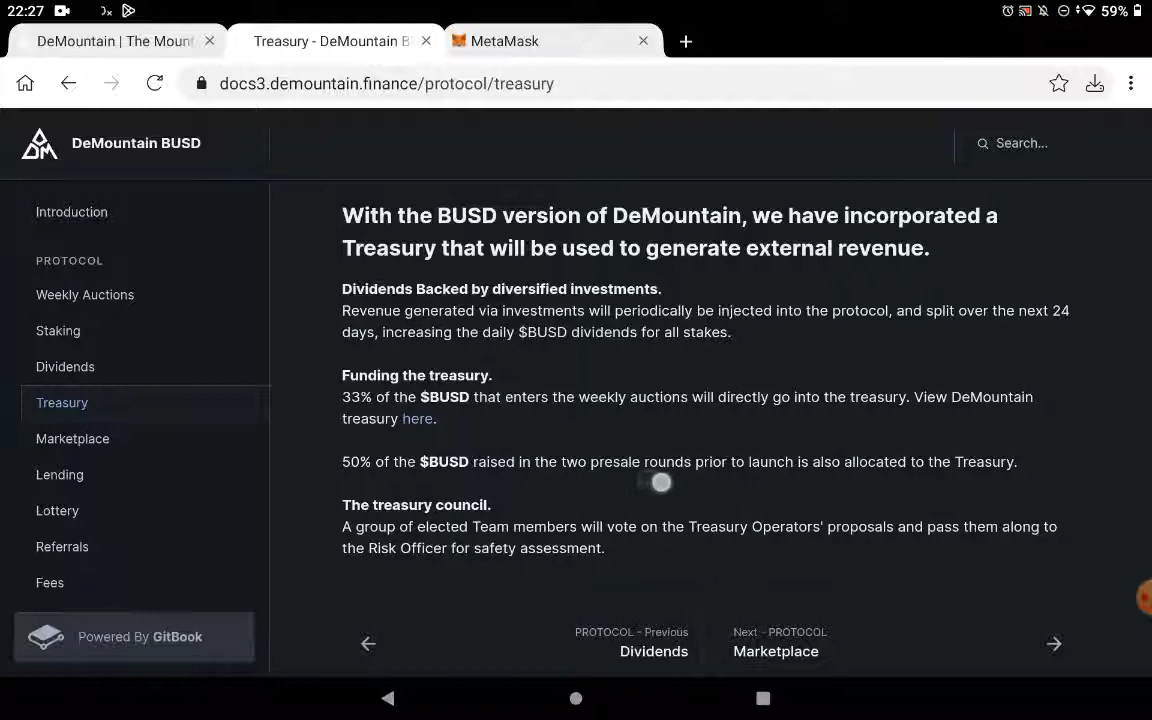 22:27
59%
DeMountain | The Mount
Treasury - DeMountain B
MetaMask
docs3.demountain.finance/protocol/treasury
DeMountain BUSD
Search...
Introduction
PROTOCOL
Weekly Auctions
Staking
Dividends
Treasury
Marketplace
Lending
Lottery
Referrals
Fees
Powered By GitBook
With the BUSD version of DeMountain, we have incorporated a
Treasury that will be used to generate external revenue.
Dividends Backed by diversified investments.
Revenue generated via investments will periodically be injected into the protocol, and split over the next 24
days, increasing the daily $BUSD dividends for all stakes.
Funding the treasury.
33% of the $BUSD that enters the weekly auctions will directly go into the treasury. View DeMountain
treasury here.
50% of the $BUSD raised in the two presale rounds prior to launch is also allocated to the Treasury.
The treasury council.
A group of elected Team members will vote on the Treasury Operators' proposals and pass them along to
the Risk Officer for safety assessment.
PROTOCOL - Previous
Dividends
Next - PROTOCOL
Marketplace